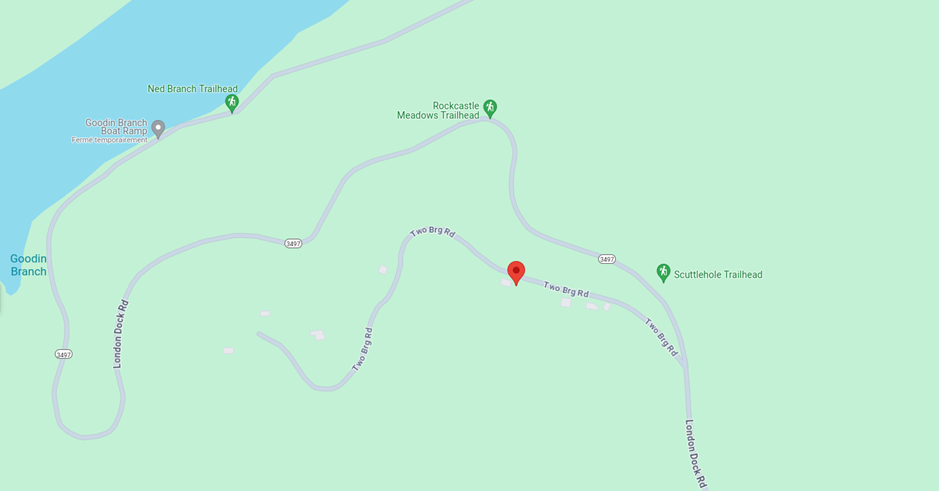 Ned Branch Trailhead
Goodin Branch
Boat Ramp
Fermé temporairement
Rockcastle
Meadows Trailhead
Two Brg Rd
3497
3497
Goodin
Branch
Scuttlehole Trailhead
Two Brg Rd
London Dock Rd
Two Brg Rd
Two Brg Rd
3497
London Dock Rd